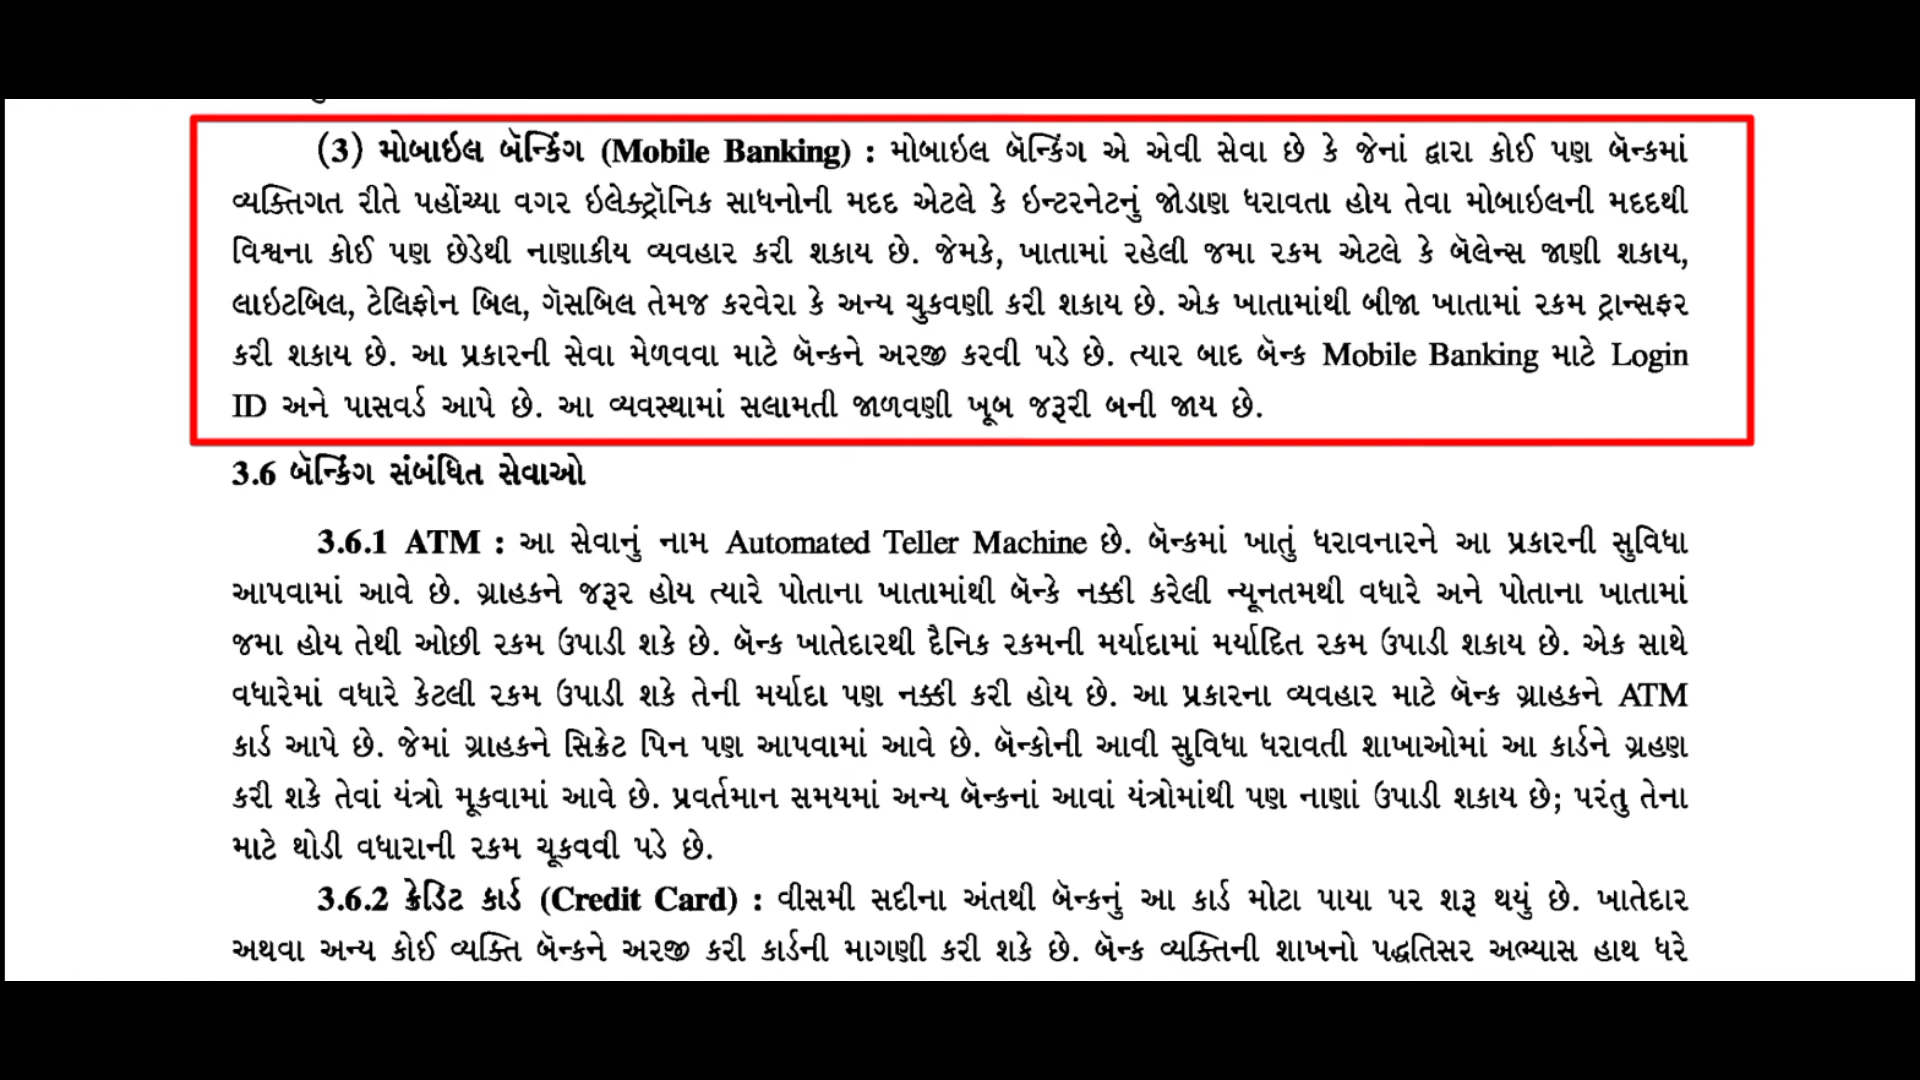 (3) મોબાઇલ બૅન્કિંગ (Mobile Banking) : મોબાઇલ બૅન્કિંગ એ એવી સેવા છે કે જેનાં દ્વારા કોઈ પણ બૅન્કમાં
વ્યક્તિગત રીતે પહોંચ્યા વગર ઇલેક્ટ્રૉનિક સાધનોની મદદ એટલે કે ઇન્ટરનેટનું જોડાણ ધરાવતા હોય તેવા મોબાઇલની મદદથી
વિશ્વના કોઈ પણ છેડેથી નાણાકીય વ્યવહાર કરી શકાય છે. જેમકે, ખાતામાં રહેલી જમા રકમ એટલે કે બૅલેન્સ જાણી શકાય,
લાઇટબિલ, ટેલિફોન બિલ, ગૅસબિલ તેમજ કરવેરા કે અન્ય ચુકવણી કરી શકાય છે. એક ખાતામાંથી બીજા ખાતામાં રકમ ટ્રાન્સફર
કરી શકાય છે. આ પ્રકારની સેવા મેળવવા માટે બૅન્કને અરજી કરવી પડે છે. ત્યાર બાદ બૅન્ક Mobile Banking માટે Login
ID અને પાસવર્ડ આપે છે. આ વ્યવસ્થામાં સલામતી જાળવણી ખૂબ જરૂરી બની જાય છે.
3.6 બૅન્કિંગ સંબંધિત સેવાઓ
3.6.1 ATM : આ સેવાનું નામ Automated Teller Machine છે. બૅન્કમાં ખાતું ધરાવનારને આ પ્રકારની સુવિધા
આપવામાં આવે છે. ગ્રાહકને જરૂર હોય ત્યારે પોતાના ખાતામાંથી બૅન્કે નક્કી કરેલી ન્યૂનતમથી વધારે અને પોતાના ખાતામાં
જમા હોય તેથી ઓછી રકમ ઉપાડી શકે છે. બૅન્ક ખાતેદારથી દૈનિક રકમની મર્યાદામાં મર્યાદિત રકમ ઉપાડી શકાય છે. એક સાથે
વધારેમાં વધારે કેટલી રકમ ઉપાડી શકે તેની મર્યાદા પણ નક્કી કરી હોય છે. આ પ્રકારના વ્યવહાર માટે બૅન્ક ગ્રાહકને ATM
કાર્ડ આપે છે. જેમાં ગ્રાહકને સિક્રેટ પિન પણ આપવામાં આવે છે. બૅન્કોની આવી સુવિધા ધરાવતી શાખાઓમાં આ કાર્ડને ગ્રહણ
કરી શકે તેવાં યંત્રો મૂકવામાં આવે છે. પ્રવર્તમાન સમયમાં અન્ય બૅન્કનાં આવાં યંત્રોમાંથી પણ નાણાં ઉપાડી શકાય છે; પરંતુ તેના
માટે થોડી વધારાની રકમ ચૂકવવી પડે છે.
3.6.2 ક્રેડિટ કાર્ડ (Credit Card) : વીસમી સદીના અંતથી બૅન્કનું આ કાર્ડ મોટા પાયા પર શરૂ થયું છે. ખાતેદાર
અથવા અન્ય કોઈ વ્યક્તિ બૅન્કને અરજી કરી કાર્ડની માગણી કરી શકે છે. બૅન્ક વ્યક્તિની શાખનો પદ્ધતિસર અભ્યાસ હાથ ધરે